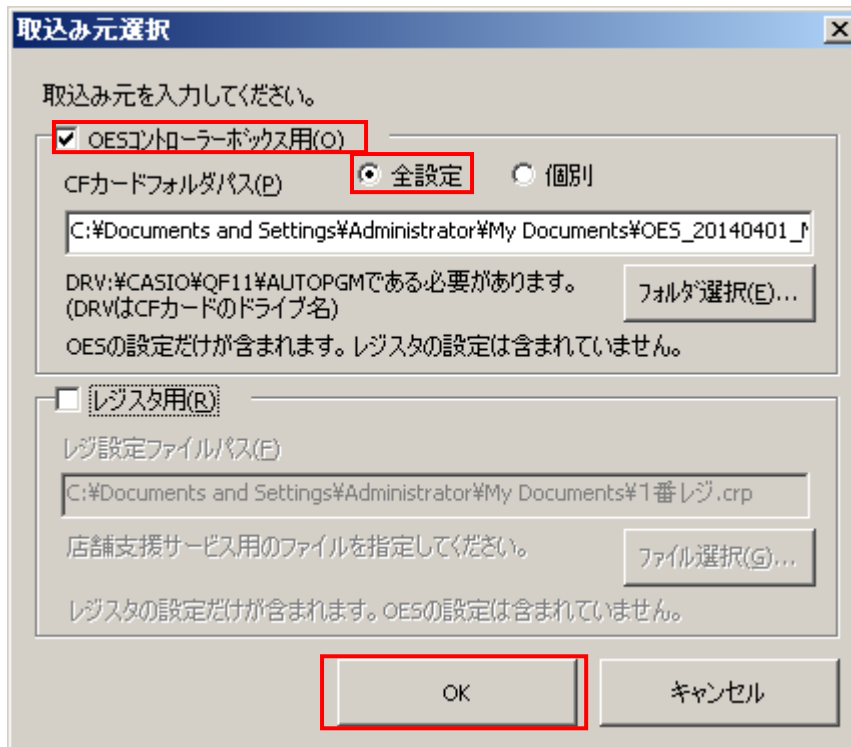 取込み元選択
取込み元を入力してください。
OESコントローラーボックス用(O)
CFカードフォルダパス(P)
全設定
個別
C:¥Documents and Settings¥Administrator¥My Documents¥OES_20140401_
DRV:¥CASIO¥QF11¥AUTOPGMである必要があります。
(DRVはCFカードのドライブ名)
フォルダ選択(E)...
OESの設定だけが含まれます。レジスタの設定は含まれていません。
レジスタ用(R)
レジ設定ファイルパス(F)
C:¥Documents and Settings¥Administrator¥My Documents¥1番レジ.crp
店舗支援サービス用のファイルを指定してください。
ファイル選択(G)...
レジスタの設定だけが含まれます。OESの設定は含まれていません。
OK
キャンセル